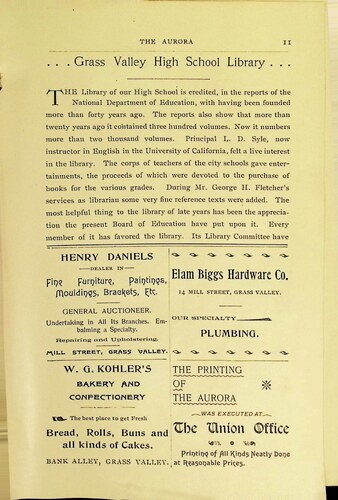 THE AURORA 11
. . . Grass Valley High School Library . . .
THE Library of our High School is credited, in the reports of the
National Department of Education, with having been founded
more than forty years ago. The reports also show that more than
twenty years ago it contained three hundred volumes. Now it numbers
more than two thousand volumes. Principal L. D. Syle, now
instructor in English in the University of California, felt a live interest
in the library. The corps of teachers of the city schools gave enter-
tainments, the proceeds of which were devoted to the purchase of
books for the various grades. During Mr. George H. Fletcher's
services as librarian some very fine reference texts were added. The
most helpful thing to the library of late years has been the apprecia-
tion the present Board of Education have put upon it. Every
member of it has favored the library. Its Library Committee have
HENRY DANIELS
DEALER IN
Fine Furniture, Paintings,
Mouldings, Brackets, Etc.
GENERAL AUCTIONEER.
Undertaking in All Its Branches. Em-
balming a Specialty.
Repairing and Upholstering.
MILL STREET, GRASS VALLEY.
Elam Biggs Hardware Co.
14 MILL STREET, GRASS VALLEY.
OUR SPECIALTY
PLUMBING.
W. G. KOHLER'S
BAKERY AND
CONFECTIONERY
The best place to get Fresh
Bread, Rolls, Buns and
all kinds of Cakes.
BANK ALLEY, GRASS VALLEY.
THE PRINTING
OF
THE AURORA
WAS EXECUTED AT
The Union Office
Printing of All Kinds Neatly Done
at Reasonable Prices.